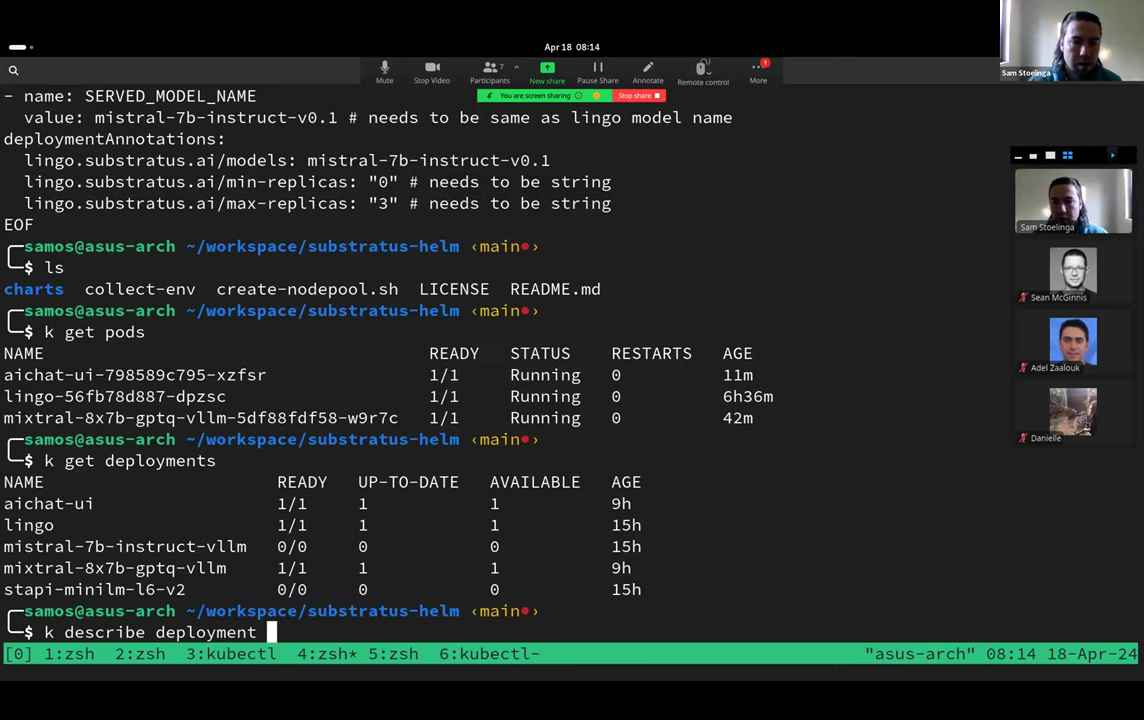 Apr 18 08:14
Sam Stoelinga
Mute
Stop Video
Participants
7
New share
Pause Share
Annotate
Remote control
More
1
You are screen sharing
Stop share
- name: SERVED_MODEL_NAME
value: mistral-7b-instruct-v0.1 # needs to be same as lingo model name
deploymentAnnotations:
lingo.substratus.ai/models: mistral-7b-instruct-v0.1
lingo.substratus.ai/min-replicas: "0" # needs to be string
lingo.substratus.ai/max-replicas: "3" # needs to be string
EOF
samos@asus-arch ~/workspace/substratus-helm ‹main●›
$ ls
charts collect-env create-nodepool.sh LICENSE README.md
samos@asus-arch ~/workspace/substratus-helm ‹main●›
$ k get pods
NAME READY STATUS RESTARTS AGE
aichat-ui-798589c795-xzfsr 1/1 Running 0 11m
lingo-56fb78d887-dpzsc 1/1 Running 0 6h36m
mixtral-8x7b-gptq-vllm-5df88fdf58-w9r7c 1/1 Running 0 42m
samos@asus-arch ~/workspace/substratus-helm ‹main●›
$ k get deployments
NAME READY UP-TO-DATE AVAILABLE AGE
aichat-ui 1/1 1 1 9h
lingo 1/1 1 1 15h
mistral-7b-instruct-vllm 0/0 0 0 15h
mixtral-8x7b-gptq-vllm 1/1 1 1 9h
stapi-minilm-l6-v2 0/0 0 0 15h
samos@asus-arch ~/workspace/substratus-helm ‹main●›
$ k describe deployment
[0] 1:zsh 2:zsh 3:kubectl 4:zsh* 5:zsh 6:kubectl- "asus-arch" 08:14 18-Apr-24
Sam Stoelinga
Sean McGinnis
Adel Zaalouk
Danielle